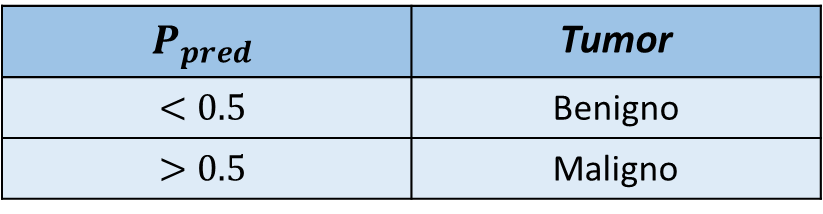 P_pred Tumor
< 0.5 Benigno
> 0.5 Maligno